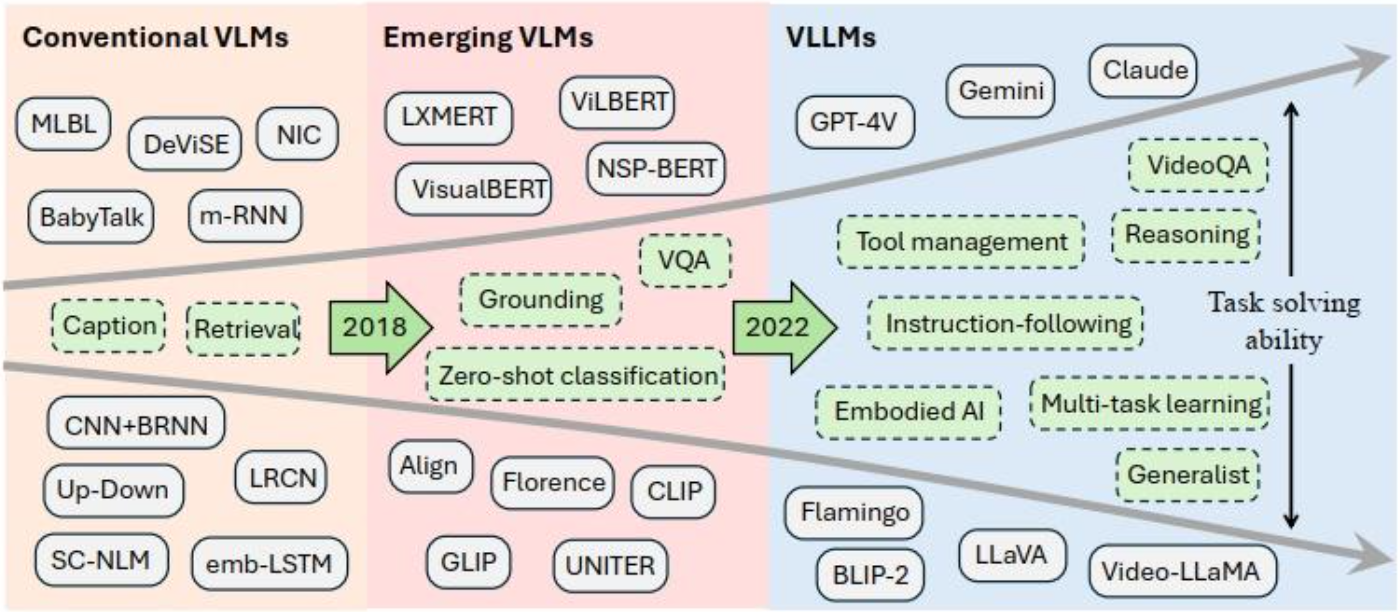 Conventional VLMs
MLBL
DeViSE
NIC
BabyTalk
m-RNN
Caption
Retrieval
CNN+BRNN
Up-Down
LRCN
SC-NLM
emb-LSTM
2018
Emerging VLMs
LXMERT
ViLBERT
VisualBERT
NSP-BERT
VQA
Grounding
Zero-shot classification
Align
Florence
CLIP
GLIP
UNITER
2022
VLLMs
GPT-4V
Gemini
Claude
VideoQA
Tool management
Reasoning
Instruction-following
Task solving
ability
Embodied AI
Multi-task learning
Generalist
Flamingo
BLIP-2
LLaVA
Video-LLaMA